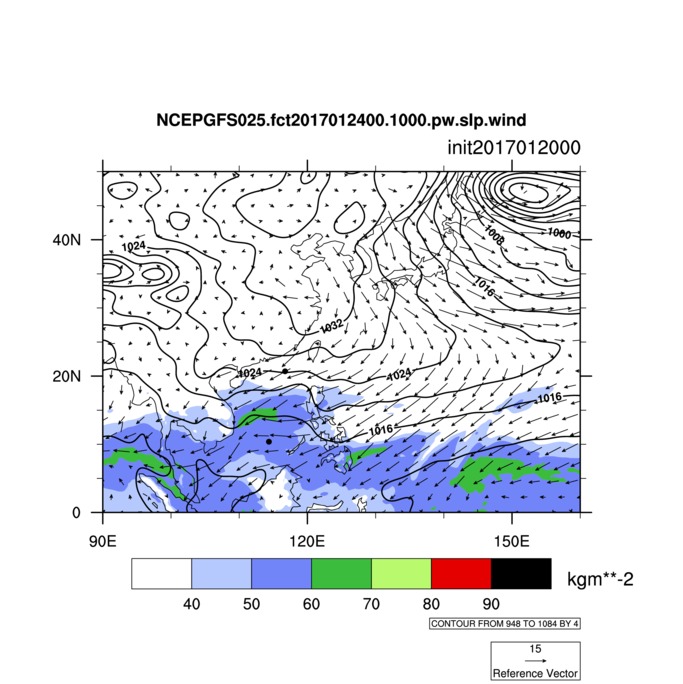 NCEPGFS025.fct2017012400.1000.pw.slp.wind
init2017012000
1024
1008
1000
1016
1032
1024
1024
1016
1016
40N
20N
0
90E 120E 150E
40 50 60 70 80 90
kgm**-2
CONTOUR FROM 948 TO 1084 BY 4
15
Reference Vector